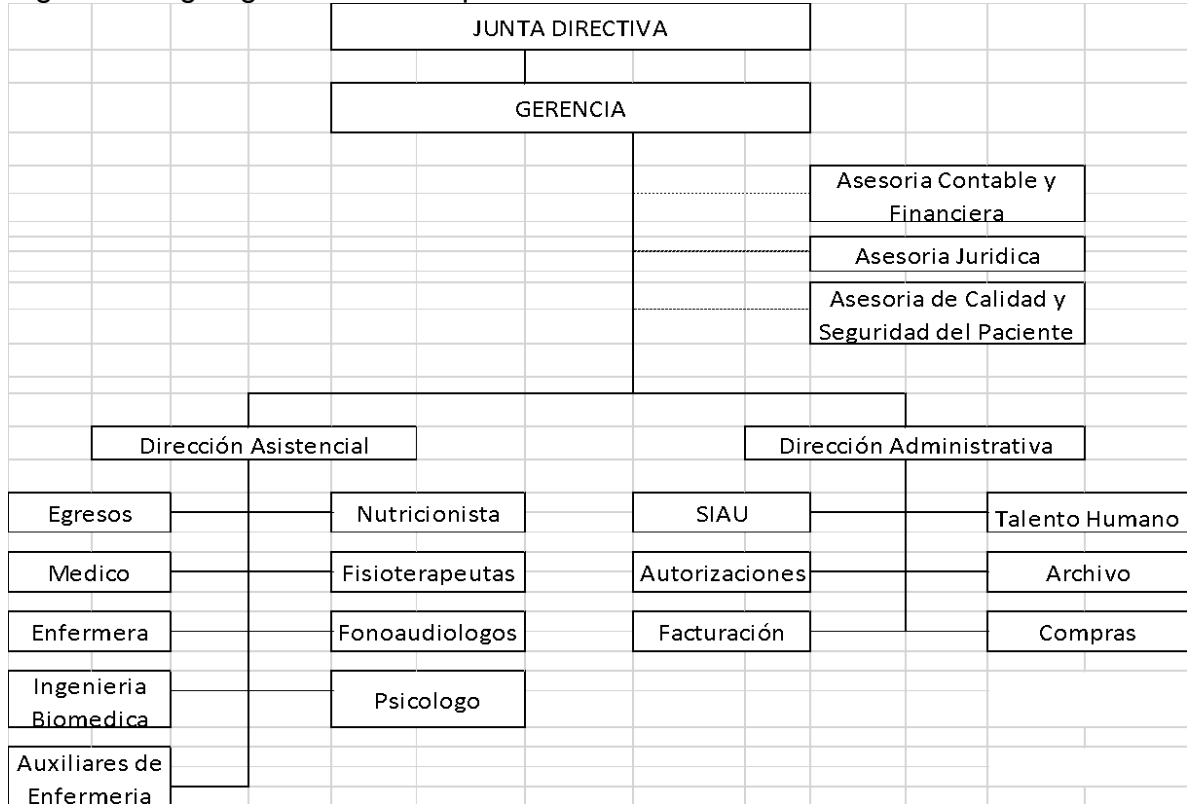 JUNTA DIRECTIVA
GERENCIA
Asesoria Contable y
Financiera
Asesoria Juridica
Asesoria de Calidad y
Seguridad del Paciente
Dirección Asistencial
Dirección Administrativa
Egresos
Nutricionista
SIAU
Talento Humano
Medico
Fisioterapeutas
Autorizaciones
Archivo
Enfermera
Fonoaudiologos
Facturación
Compras
Ingenieria
Biomedica
Psicologo
Auxiliares de
Enfermeria